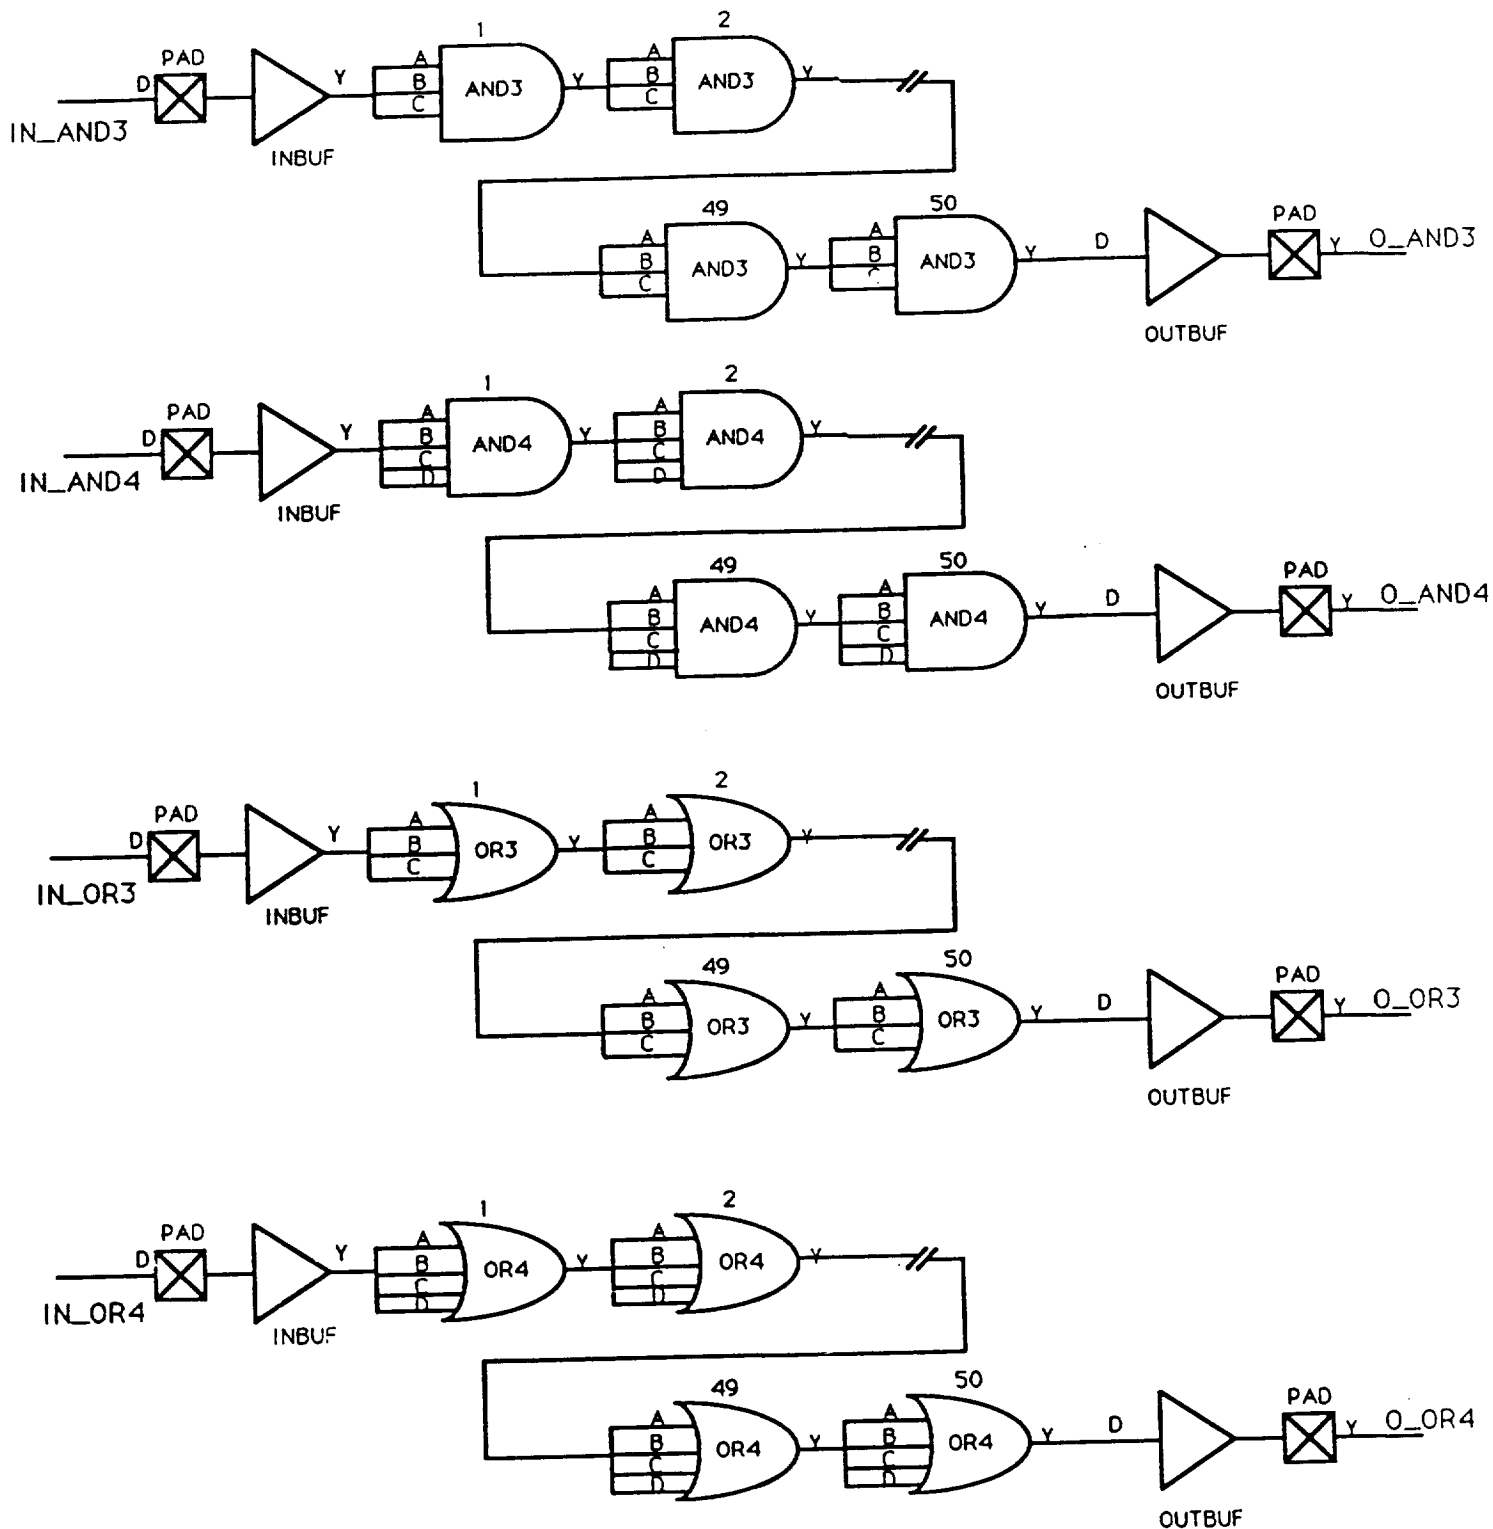 1 2
PAD
D Y A B C AND3 Y A B C AND3 Y
IN_AND3
INBUF
49 50 PAD
A B C AND3 Y A B C AND3 Y D Y O_AND3
OUTBUF
1 2
PAD
D Y A B C D AND4 Y A B C D AND4 Y
IN_AND4
INBUF
49 50 PAD
A B C D AND4 Y A B C D AND4 Y D Y O_AND4
OUTBUF
1 2
PAD
D Y A B C OR3 Y A B C OR3 Y
IN_OR3
INBUF
49 50 PAD
A B C OR3 Y A B C OR3 Y D Y O_OR3
OUTBUF
1 2
PAD
D Y A B C D OR4 Y A B C D OR4 Y
IN_OR4
INBUF
49 50 PAD
A B C D OR4 Y A B C D OR4 Y D Y O_OR4
OUTBUF